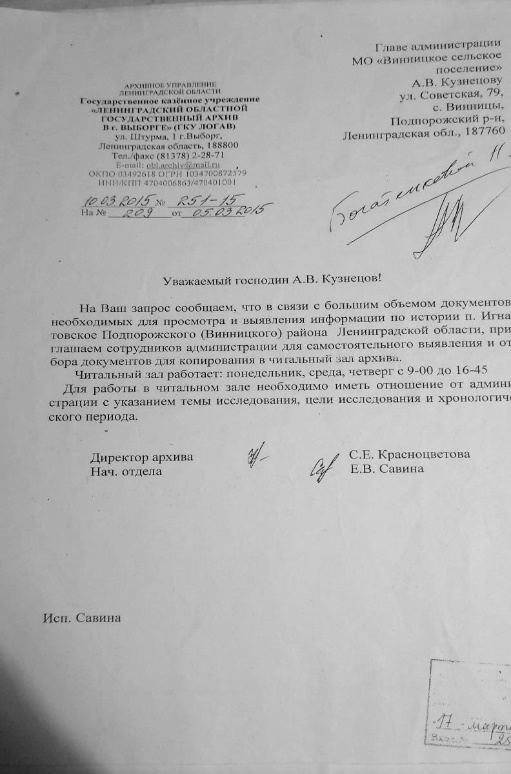 Главе администрации
МО «Винницкое сельское
поселение»
А.В. Кузнецову
ул. Советская, 79,
с. Винницы,
Подпорожский р-н,
Ленинградская обл., 187760
АРХИВНОЕ УПРАВЛЕНИЕ
ЛЕНИНГРАДСКОЙ ОБЛАСТИ
Государственное казённое учреждение
«ЛЕНИНГРАДСКИЙ ОБЛАСТНОЙ
ГОСУДАРСТВЕННЫЙ АРХИВ
В г. ВЫБОРГЕ» (ГКУ ЛОГАВ)
ул. Штурма, 1 г.Выборг,
Ленинградская область, 188800
Тел./факс (81378) 2-28-71
E-mail: obl.archiv@mail.ru
ОКПО 03492618 ОГРН 1034700872579
ИНН/КПП 4704006863/470401001
10.03.2015 № 251-15
На № 209 от 05.03.2015
Уважаемый господин А.В. Кузнецов!
На Ваш запрос сообщаем, что в связи с большим объемом документов
необходимых для просмотра и выявления информации по истории п. Игна
товское Подпорожского (Винницкого) района Ленинградской области, при
глашаем сотрудников администрации для самостоятельного выявления и от
бора документов для копирования в читальный зал архива.
Читальный зал работает: понедельник, среда, четверг с 9-00 до 16-45
Для работы в читальном зале необходимо иметь отношение от админи
страции с указанием темы исследования, цели исследования и хронологиче
ского периода.
Директор архива С.Е. Красноцветова
Нач. отдела Е.В. Савина
Исп. Савина
17 марта